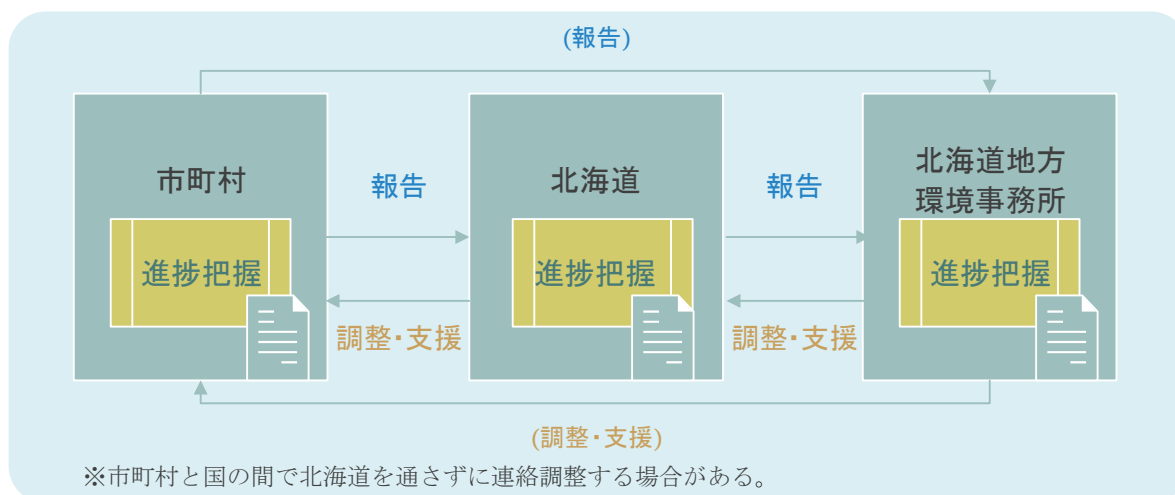 (報告)
市町村
報告
北海道
報告
北海道地方
環境事務所
進捗把握
進捗把握
進捗把握
調整・支援
調整・支援
(調整・支援)
※市町村と国の間で北海道を通さずに連絡調整する場合がある。